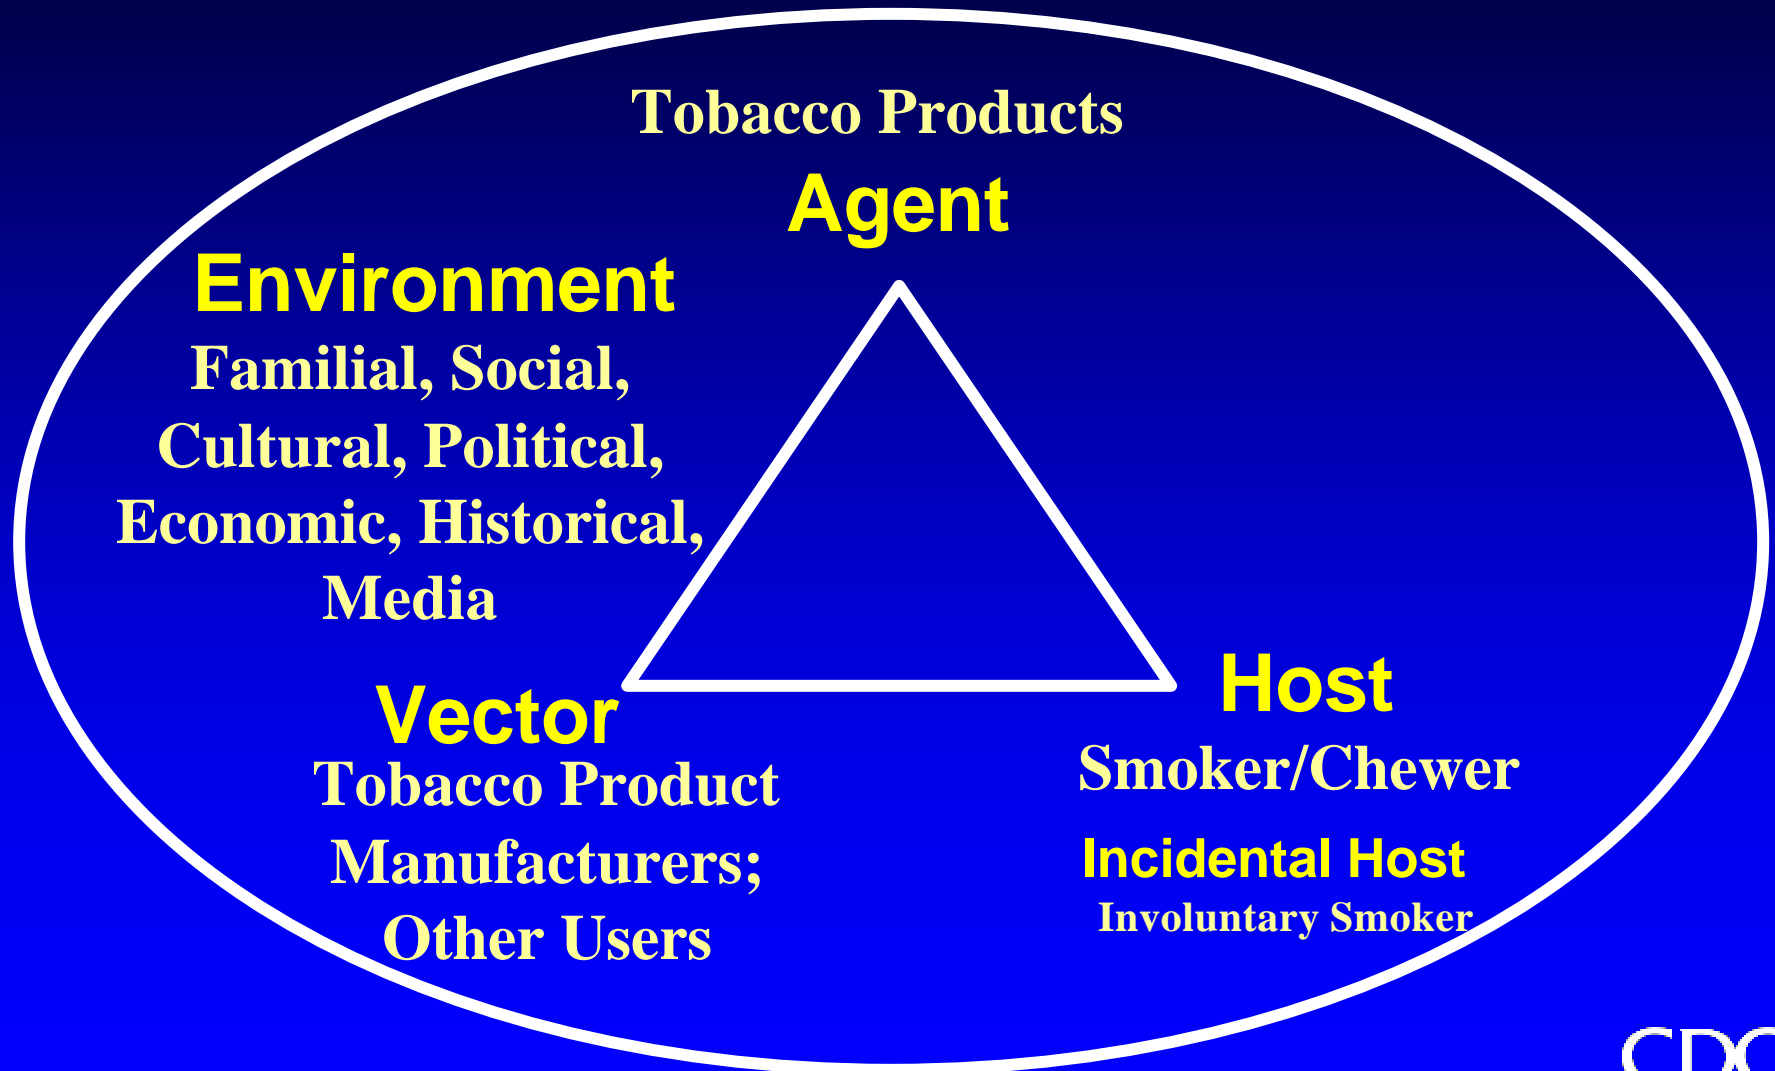 Tobacco Products
Agent
Environment
Familial, Social,
Cultural, Political,
Economic, Historical,
Media
Vector
Tobacco Product
Manufacturers;
Other Users
Host
Smoker/Chewer
Incidental Host
Involuntary Smoker
CDC